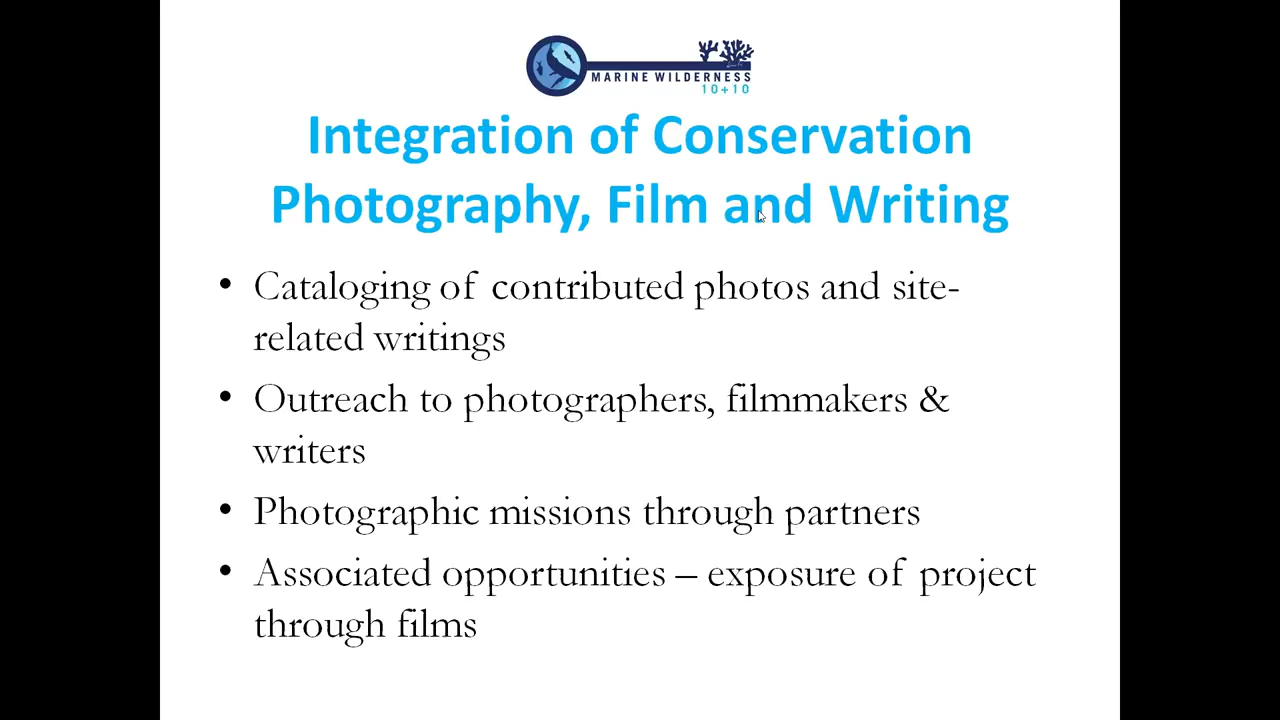 MARINE WILDERNESS
10+10
Integration of Conservation
Photography, Film and Writing
• Cataloging of contributed photos and site-
related writings
• Outreach to photographers, filmmakers &
writers
• Photographic missions through partners
• Associated opportunities – exposure of project
through films